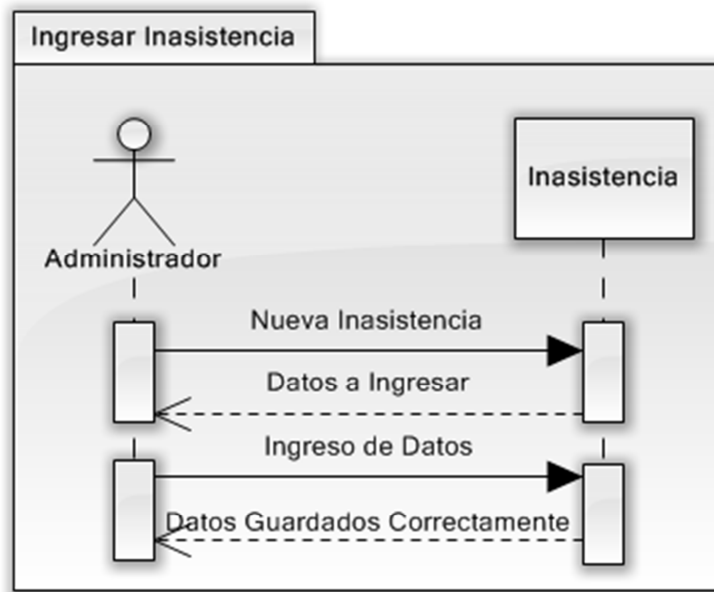 Ingresar Inasistencia
Inasistencia
Administrador
Nueva Inasistencia
Datos a Ingresar
Ingreso de Datos
Datos Guardados Correctamente